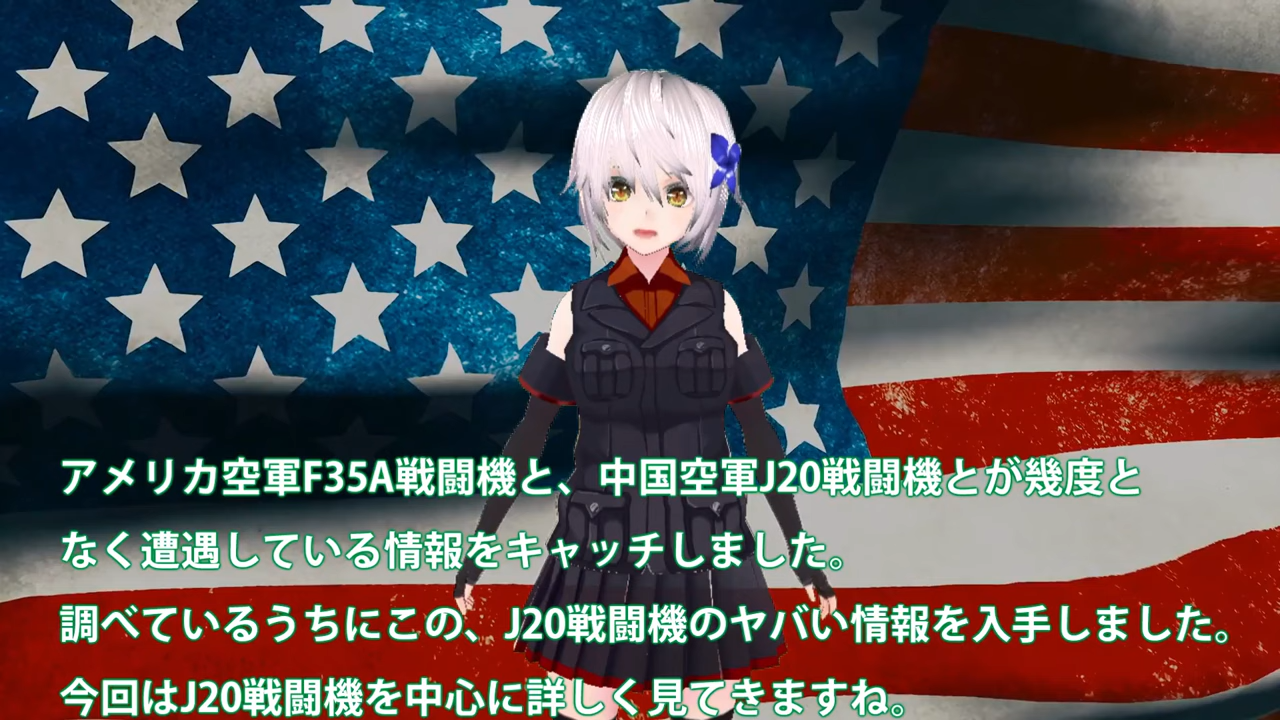 アメリカ空軍F35A戦闘機と、中国空軍J20戦闘機とが幾度と
なく遭遇している情報をキャッチしました。
調べているうちにこの、J20戦闘機のヤバい情報を入手しました。
今回はJ20戦闘機を中心に詳しく見てきますね。